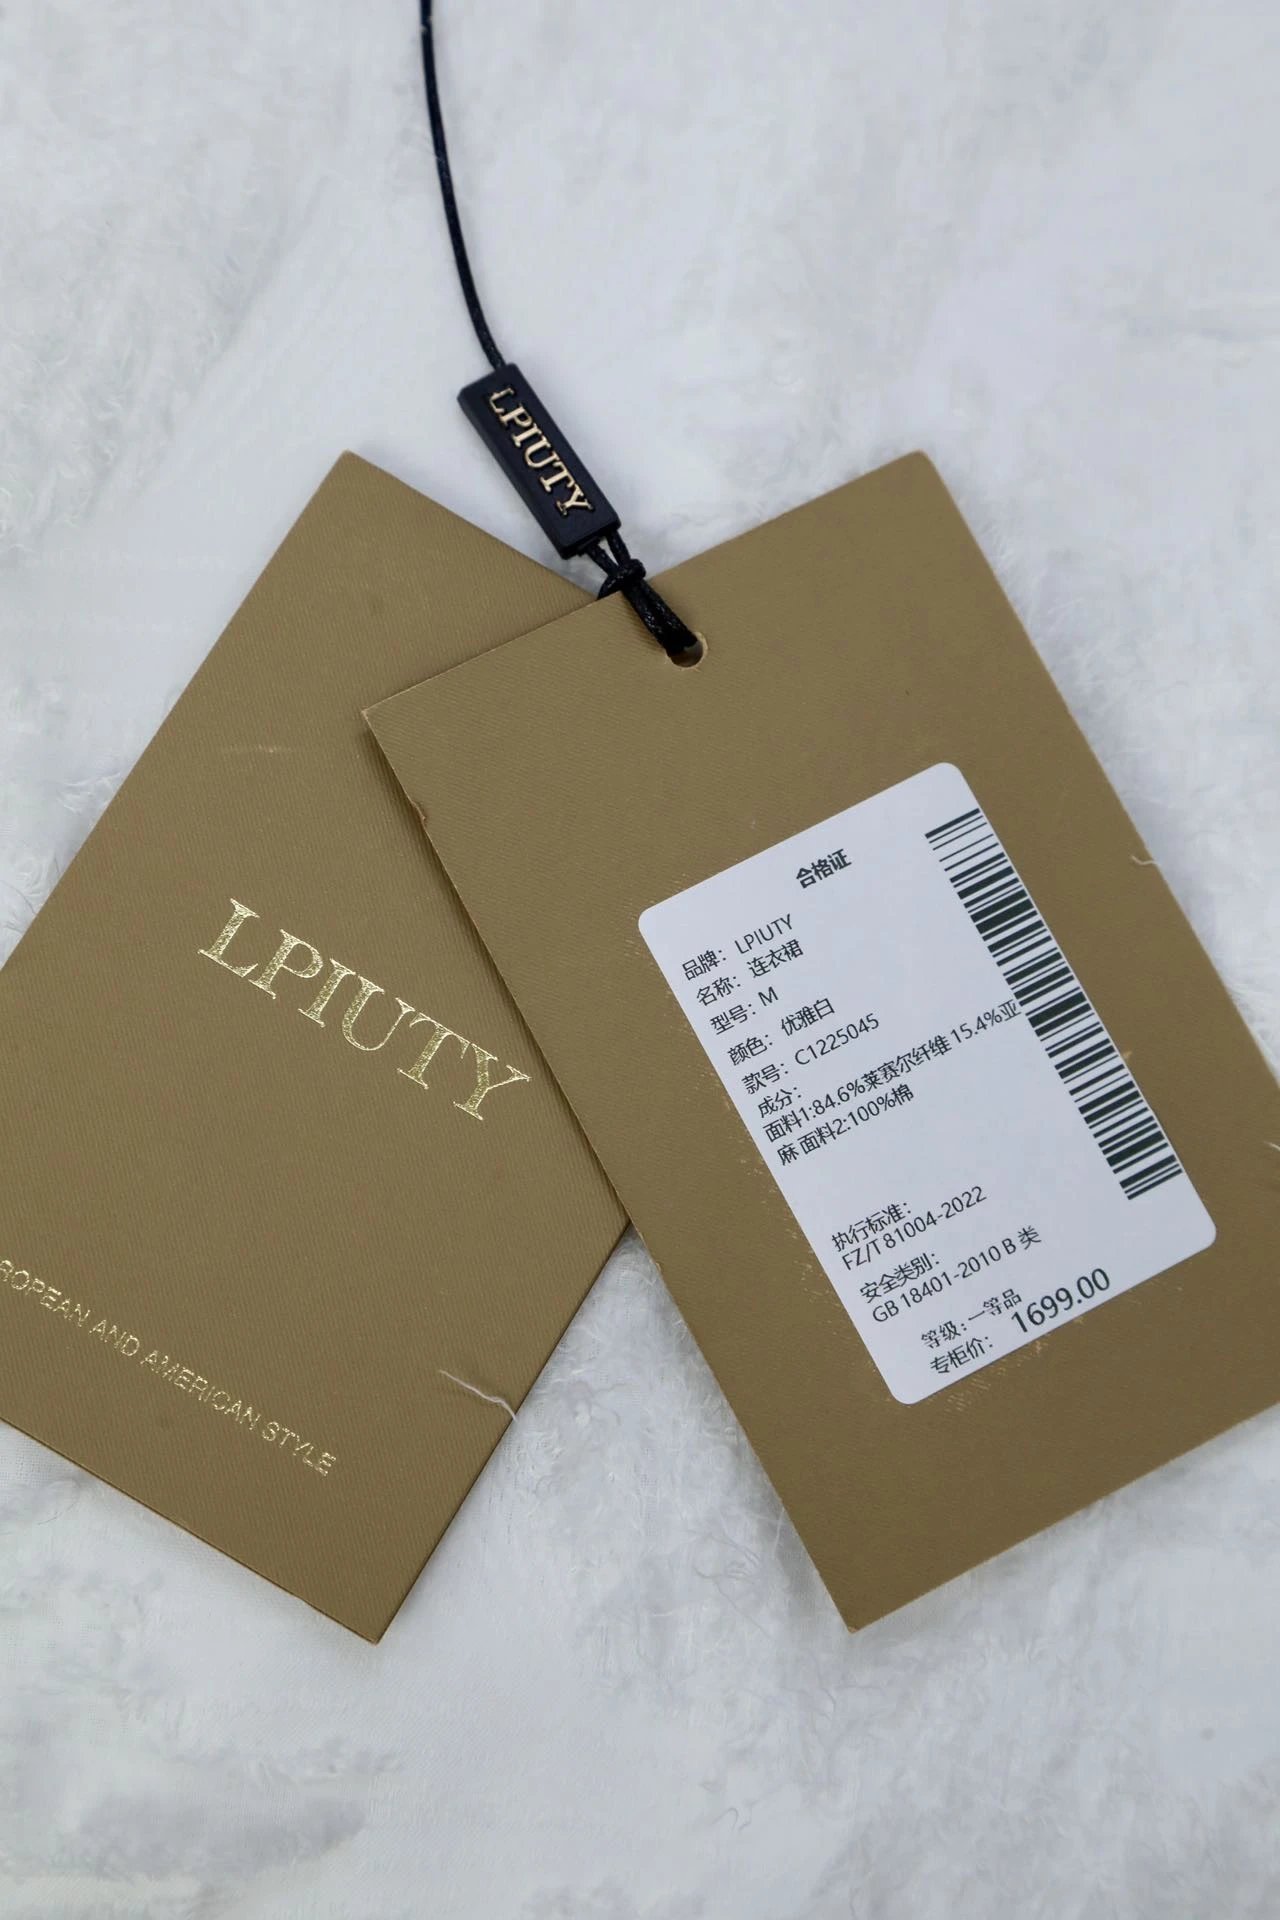 LPIUTY
LPIUTY
ROPEAN AND AMERICAN STYLE
合格证
品牌: LPIUTY
名称: 连衣裙
型号: M
颜色: 优雅白
款号: C1225045
成分:
面料1:84.6%莱赛尔纤维 15.4%亚
麻 面料2:100%棉
执行标准:
FZ/T 81004-2022
安全类别:
GB 18401-2010 B 类
等级: 一等品
专柜价: 1699.00